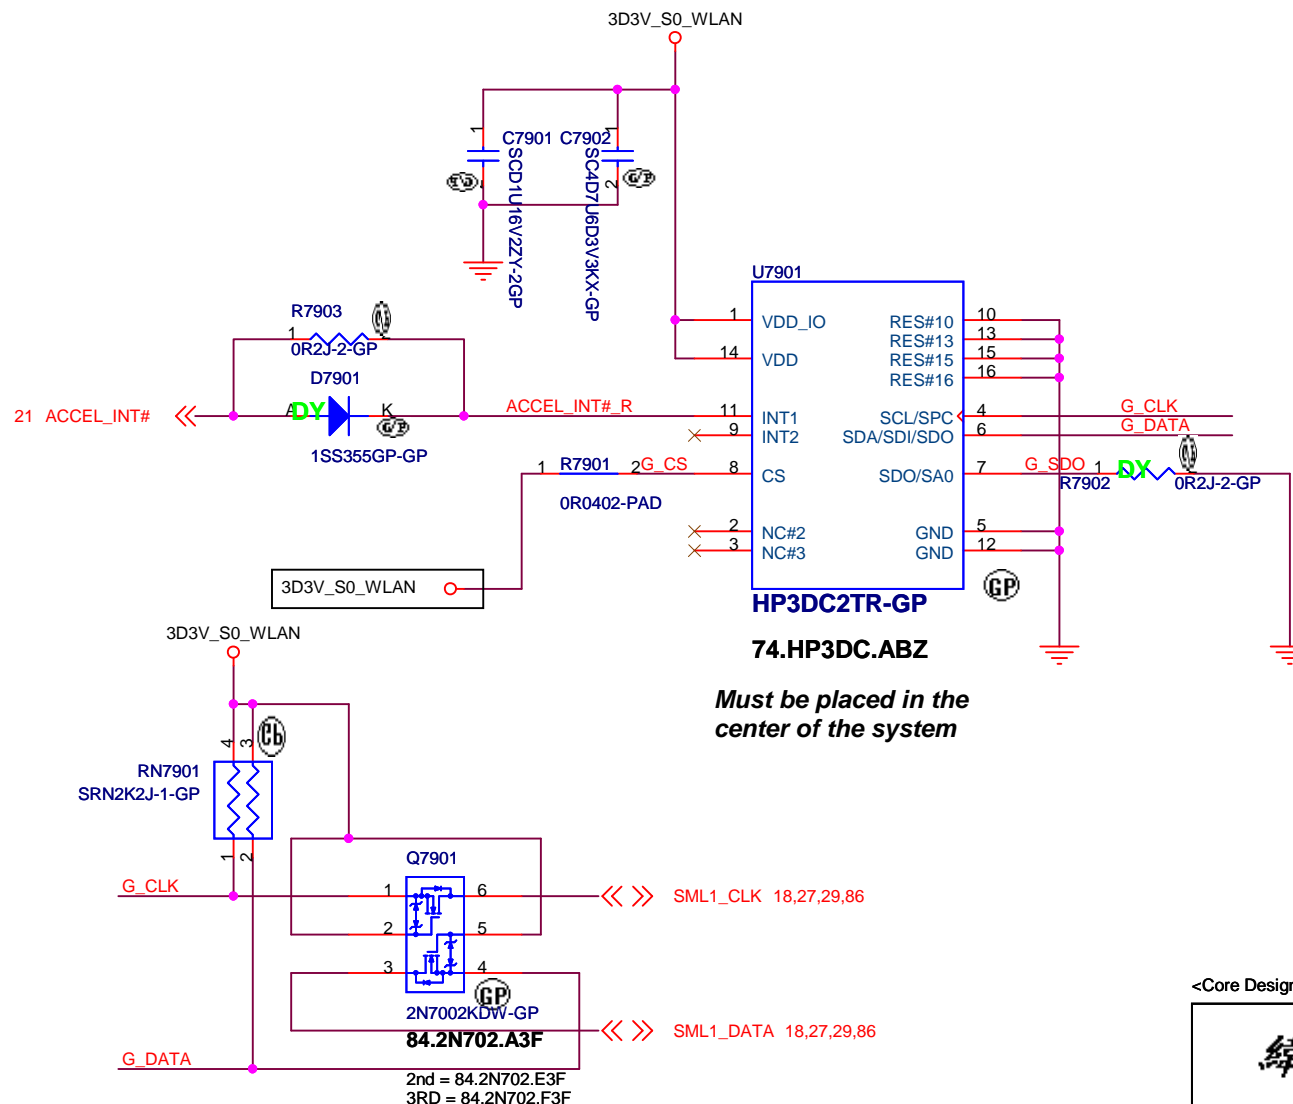 3D3V_S0_WLAN
C7901 C7902
SCD1U16V2ZY-2GP
SC4D7U6D3V3KX-GP
1
1
2
U7901
R7903
1
0R2J-2-GP
D7901
DY
A
K
1SS355GP-GP
21 ACCEL_INT#
ACCEL_INT#_R
1 VDD_IO
14 VDD
11 INT1
9 INT2
8 CS
2 NC#2
3 NC#3
RES#10 10
RES#13 13
RES#15 15
RES#16 16
SCL/SPC 4 G_CLK
SDA/SDI/SDO 6 G_DATA
SDO/SA0 7 G_SDO 1 DY
R7902 0R2J-2-GP
GND 5
GND 12
1 R7901 2 G_CS
0R0402-PAD
3D3V_S0_WLAN
GP
HP3DC2TR-GP
74.HP3DC.ABZ
Must be placed in the
center of the system
3D3V_S0_WLAN
4 3
RN7901
SRN2K2J-1-GP
1 2
Q7901
G_CLK 1 6 SML1_CLK 18,27,29,86
2 5
3 4
GP
2N7002KDW-GP
84.2N702.A3F
SML1_DATA 18,27,29,86
G_DATA
2nd = 84.2N702.E3F
3RD = 84.2N702.F3F
<Core Design